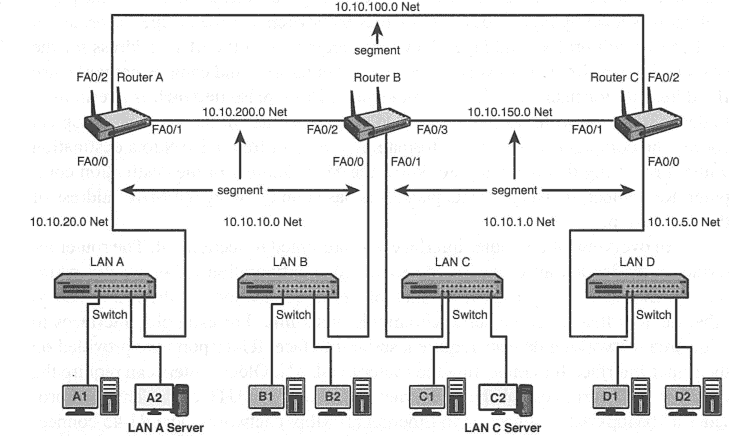 10.10.100.0 Net
segment
FA0/2 Router A
Router B
Router C FA0/2
FA0/1
10.10.200.0 Net
FA0/2
FA0/3
10.10.150.0 Net
FA0/1
FA0/0
FA0/0
FA0/1
FA0/0
segment
segment
10.10.20.0 Net
10.10.10.0 Net
10.10.1.0 Net
10.10.5.0 Net
LAN A
LAN B
LAN C
LAN D
Switch
Switch
Switch
Switch
A1
A2
B1
B2
C1
C2
D1
D2
LAN A Server
LAN C Server